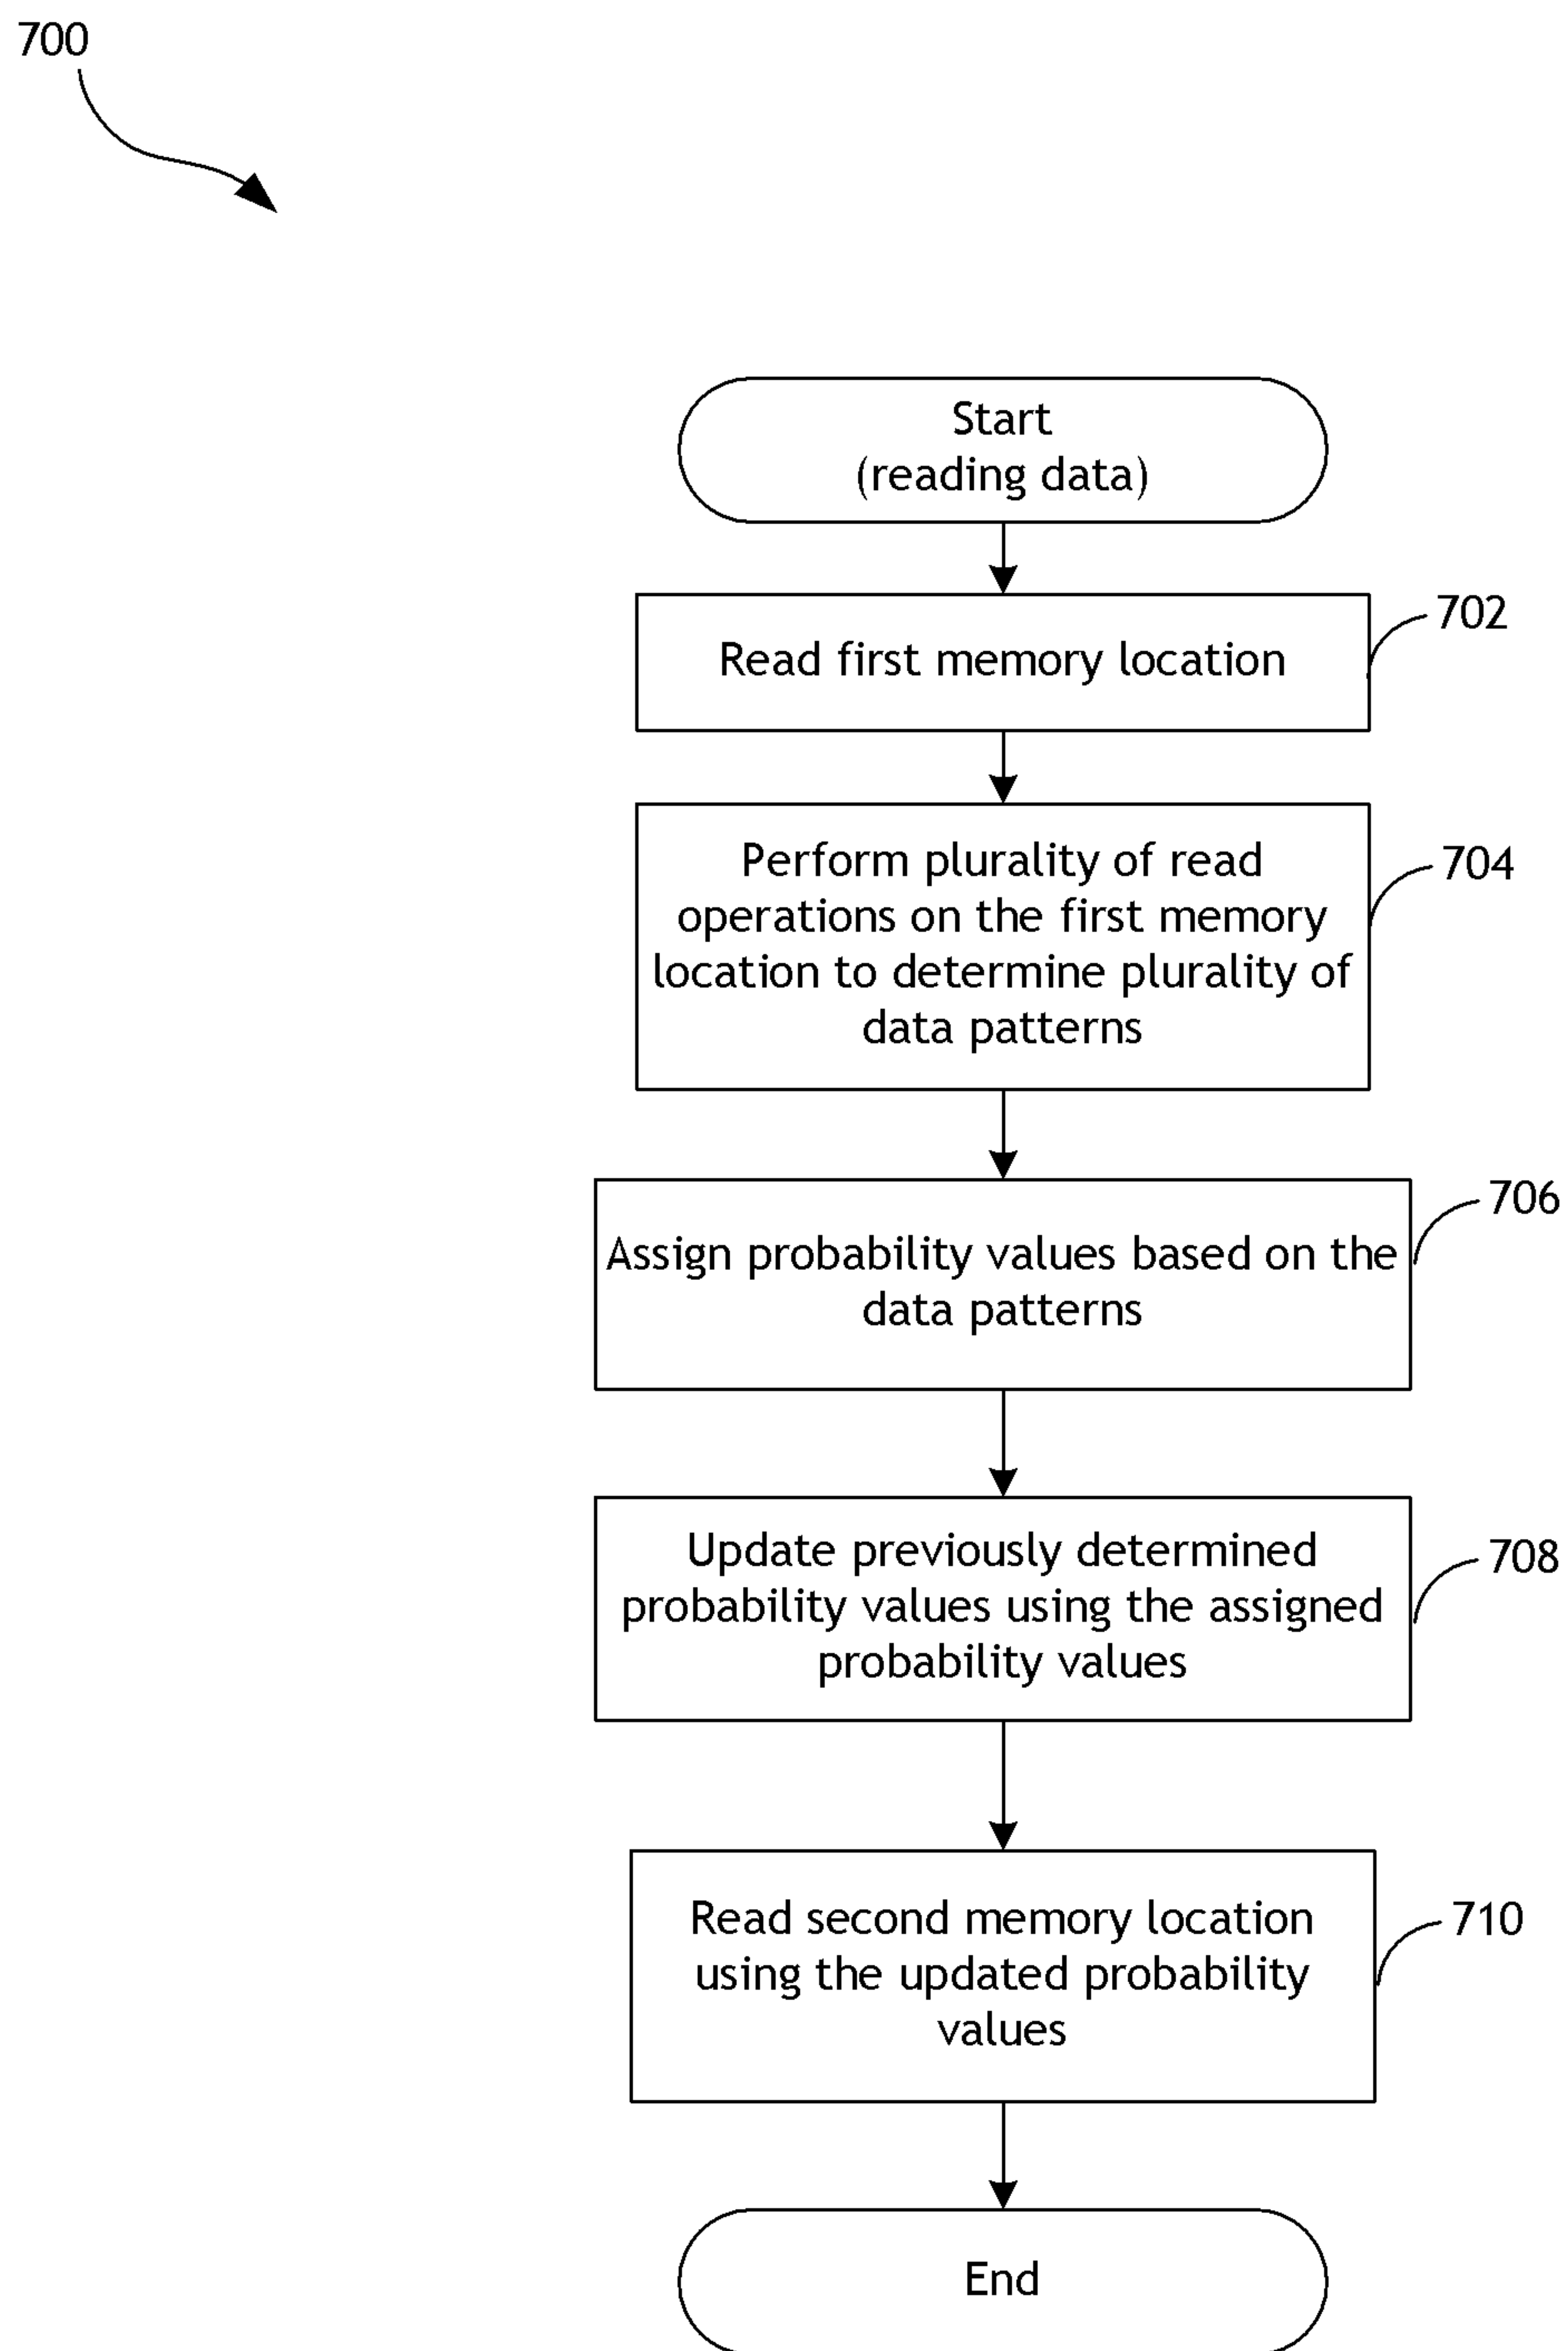 700
Start
(reading data)
702
Read first memory location
704
Perform plurality of read
operations on the first memory
location to determine plurality of
data patterns
706
Assign probability values based on the
data patterns
708
Update previously determined
probability values using the assigned
probability values
710
Read second memory location
using the updated probability
values
End